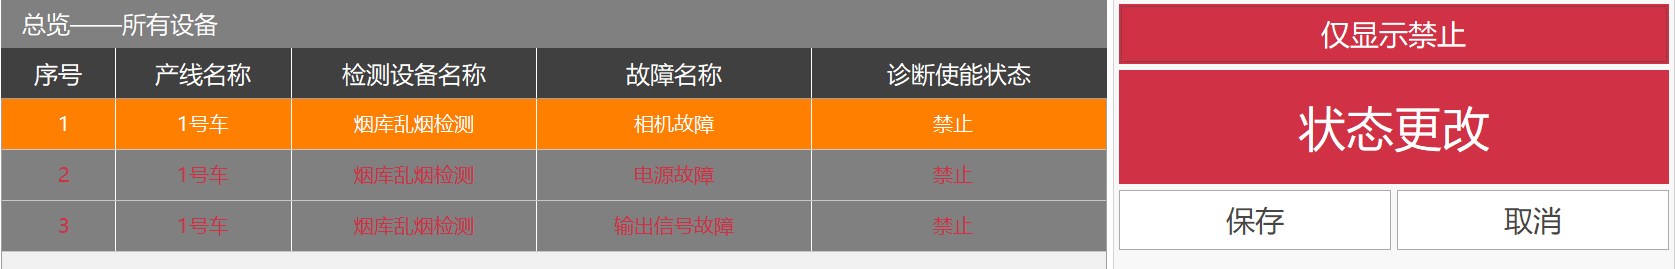 总览——所有设备
序号 产线名称 检测设备名称 故障名称 诊断使能状态
1 1号车 烟库乱烟检测 相机故障 禁止
2 1号车 烟库乱烟检测 电源故障 禁止
3 1号车 烟库乱烟检测 输出信号故障 禁止
仅显示禁止
状态更改
保存 取消